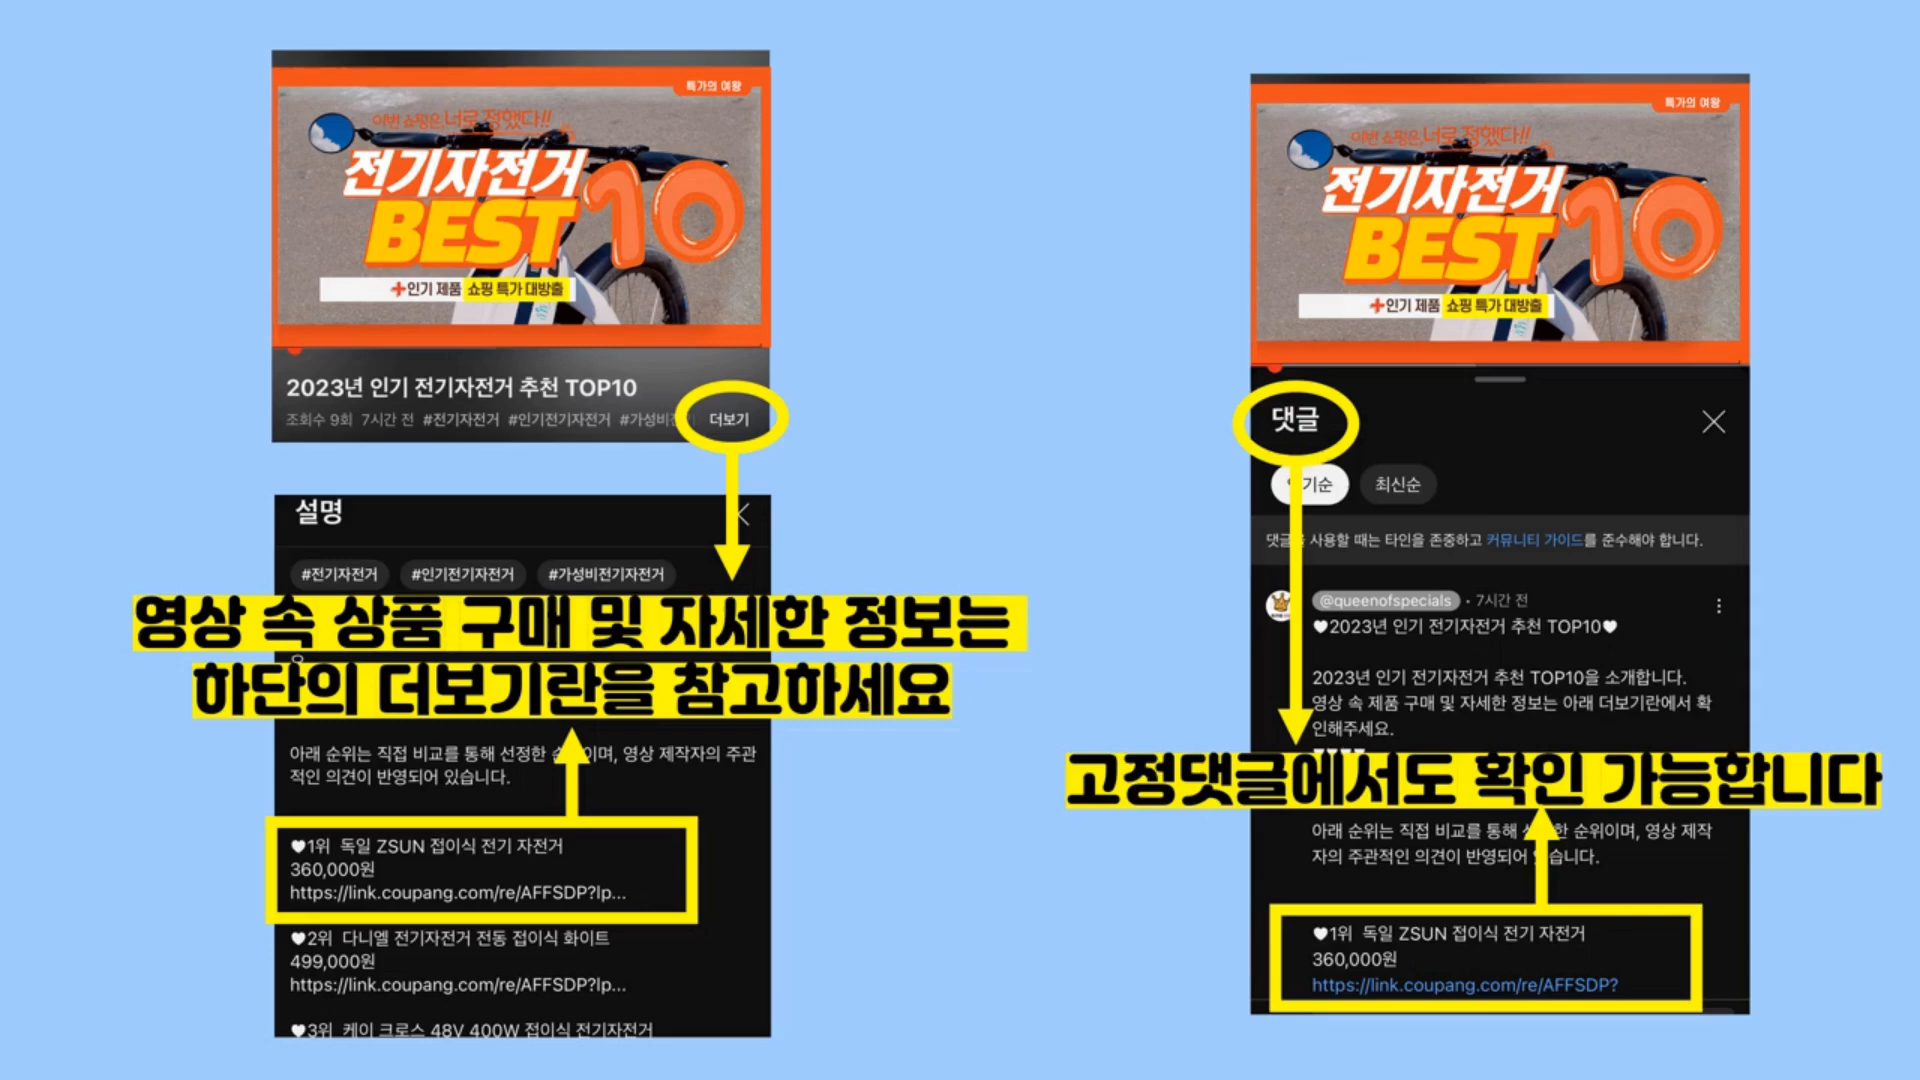 특가의 여왕
이번 쇼핑은,너로 정했다!!
전기자전거
BEST 10
+인기 제품 쇼핑 특가 대방출
2023년 인기 전기자전거 추천 TOP10
조회수 9회 7시간 전 #전기자전거 #인기전기자전거 #가성비 더보기
설명
#전기자전거 #인기전기자전거 #가성비전기자전거
영상 속 상품 구매 및 자세한 정보는
하단의 더보기란을 참고하세요
아래 순위는 직접 비교를 통해 선정한 이며, 영상 제작자의 주관
적인 의견이 반영되어 있습니다.
♥1위 독일 ZSUN 접이식 전기 자전거
360,000원
https://link.coupang.com/re/AFFSDP?lp...
♥2위 다니엘 전기자전거 전동 접이식 화이트
499,000원
https://link.coupang.com/re/AFFSDP?lp...
♥3위 케이 크로스 48V 400W 접이식 전기자전거
특가의 여왕
이번 쇼핑은,너로 정했다!!
전기자전거
BEST 10
+인기 제품 쇼핑 특가 대방출
댓글
기순 최신순
댓글 사용할 때는 타인을 존중하고 커뮤니티 가이드를 준수해야 합니다.
@queenofspecials · 7시간 전
♥2023년 인기 전기자전거 추천 TOP10♥
2023년 인기 전기자전거 추천 TOP10을 소개합니다.
영상 속 제품 구매 및 자세한 정보는 아래 더보기란에서 확
인해주세요.
고정댓글에서도 확인 가능합니다
아래 순위는 직접 비교를 통해 한 순위이며, 영상 제작
자의 주관적인 의견이 반영되어 습니다.
♥1위 독일 ZSUN 접이식 전기 자전거
360,000원
https://link.coupang.com/re/AFFSDP?